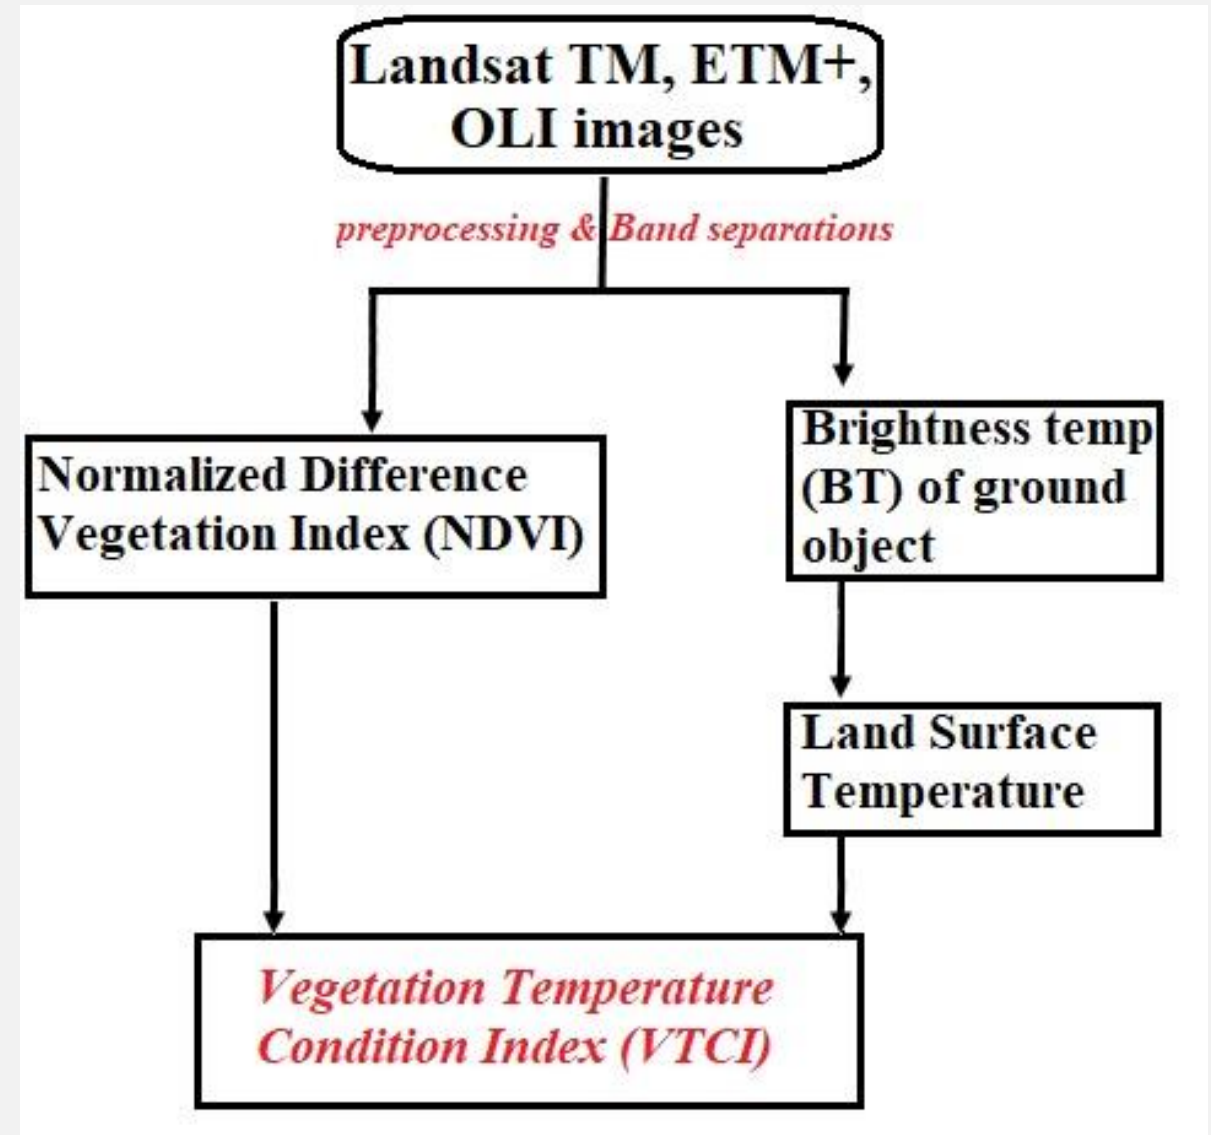 Landsat TM, ETM+,
OLI images
preprocessing & Band separations
Normalized Difference
Vegetation Index (NDVI)
Brightness temp
(BT) of ground
object
Land Surface
Temperature
Vegetation Temperature
Condition Index (VTCI)